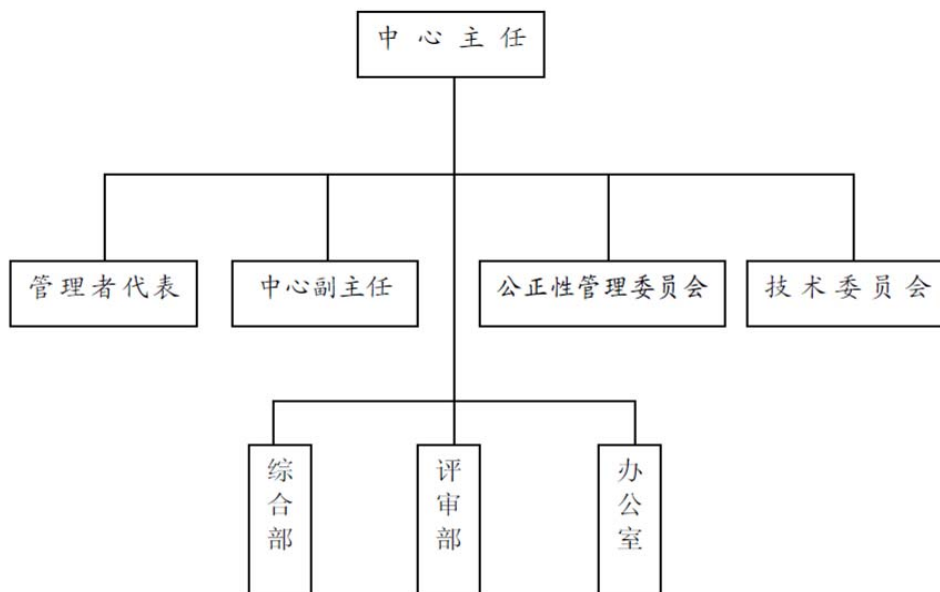 中心主任
管理者代表
中心副主任
公正性管理委员会
技术委员会
综合部
评审部
办公室